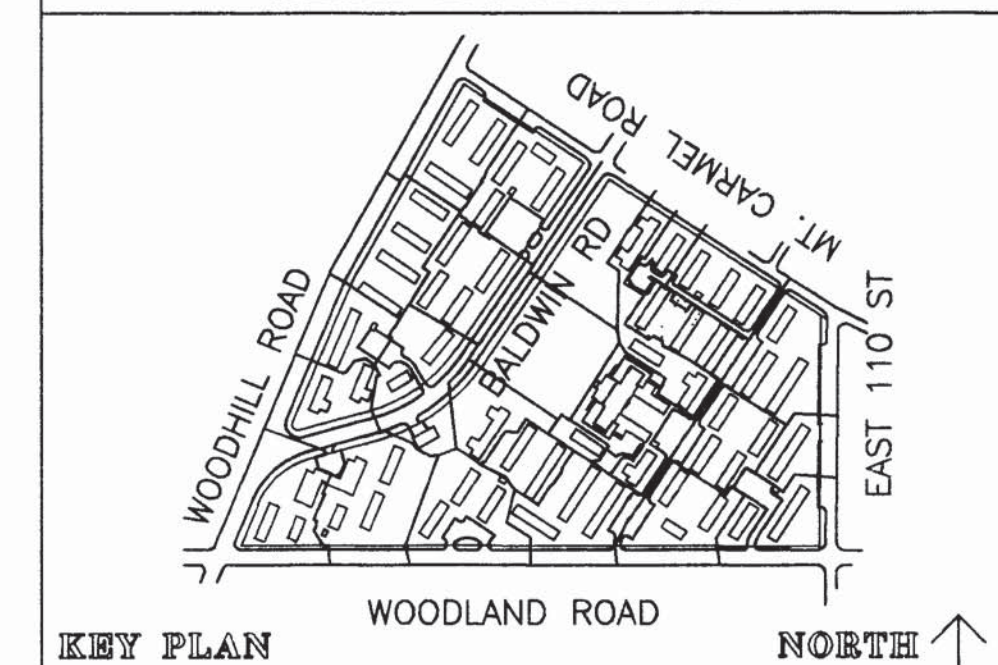 MT. CARMEL ROAD
BALDWIN RD
WOODHILL ROAD
EAST 110 ST
WOODLAND ROAD
KEY PLAN
NORTH